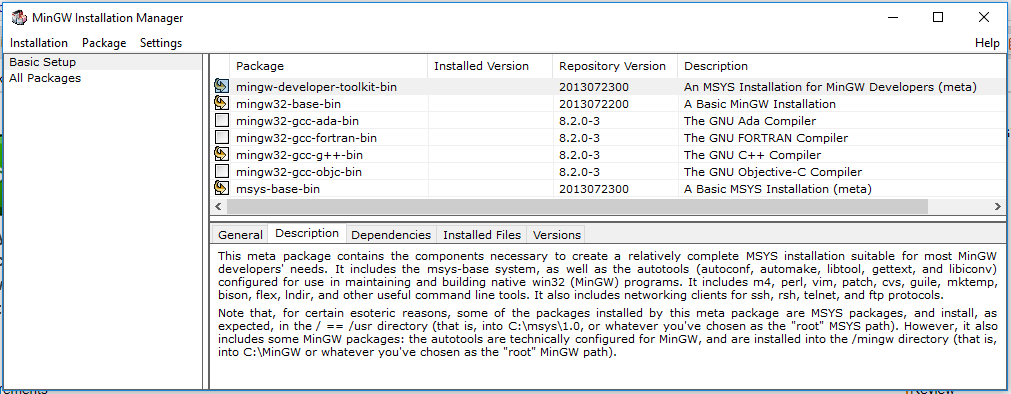 MinGW Installation Manager
Installation Package Settings Help
Basic Setup
All Packages
Package Installed Version Repository Version Description
mingw-developer-toolkit-bin 2013072300 An MSYS Installation for MinGW Developers (meta)
mingw32-base-bin 2013072200 A Basic MinGW Installation
mingw32-gcc-ada-bin 8.2.0-3 The GNU Ada Compiler
mingw32-gcc-fortran-bin 8.2.0-3 The GNU FORTRAN Compiler
mingw32-gcc-g++-bin 8.2.0-3 The GNU C++ Compiler
mingw32-gcc-objc-bin 8.2.0-3 The GNU Objective-C Compiler
msys-base-bin 2013072300 A Basic MSYS Installation (meta)
General Description Dependencies Installed Files Versions
This meta package contains the components necessary to create a relatively complete MSYS installation suitable for most MinGW
developers' needs. It includes the msys-base system, as well as the autotools (autoconf, automake, libtool, gettext, and libiconv)
configured for use in maintaining and building native win32 (MinGW) programs. It includes m4, perl, vim, patch, cvs, guile, mktemp,
bison, flex, lndir, and other useful command line tools. It also includes networking clients for ssh, rsh, telnet, and ftp protocols.
Note that, for certain esoteric reasons, some of the packages installed by this meta package are MSYS packages, and install, as
expected, in the / == /usr directory (that is, into C:\msys\1.0, or whatever you've chosen as the "root" MSYS path). However, it also
includes some MinGW packages: the autotools are technically configured for MinGW, and are installed into the /mingw directory (that is,
into C:\MinGW or whatever you've chosen as the "root" MinGW path).